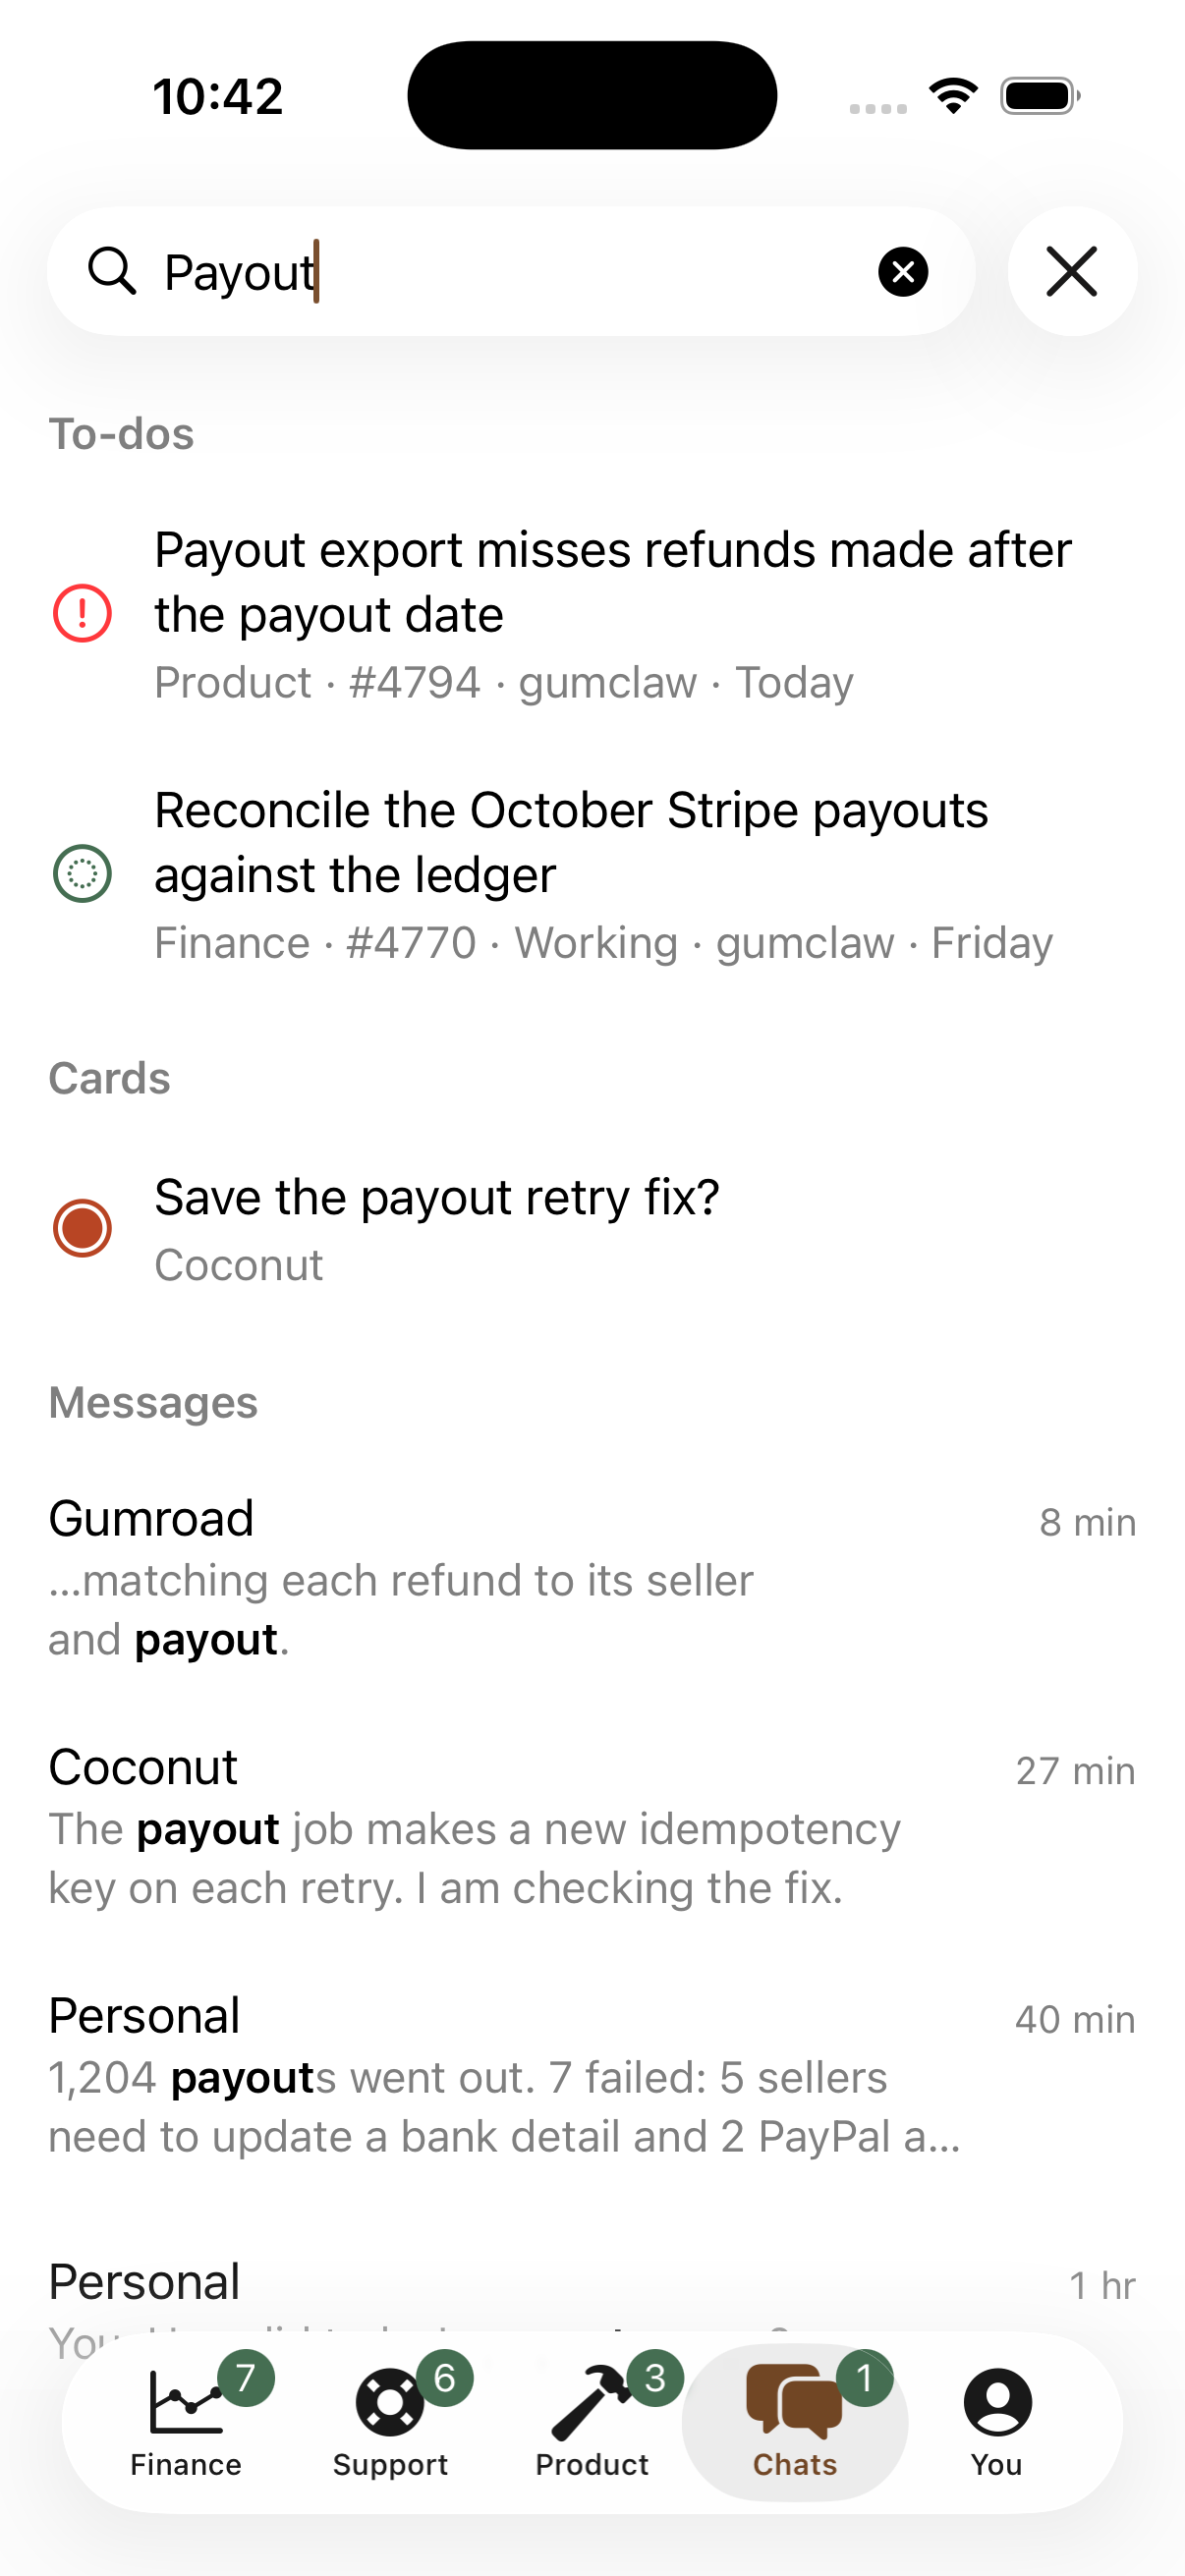 10:42
Payout
To-dos
Payout export misses refunds made after
the payout date
Product · #4794 · gumclaw · Today
Reconcile the October Stripe payouts
against the ledger
Finance · #4770 · Working · gumclaw · Friday
Cards
Save the payout retry fix?
Coconut
Messages
Gumroad
8 min
...matching each refund to its seller
and payout.
Coconut
27 min
The payout job makes a new idempotency
key on each retry. I am checking the fix.
Personal
40 min
1,204 payouts went out. 7 failed: 5 sellers
need to update a bank detail and 2 PayPal a...
Personal
1 hr
7
6
3
1
Finance
Support
Product
Chats
You